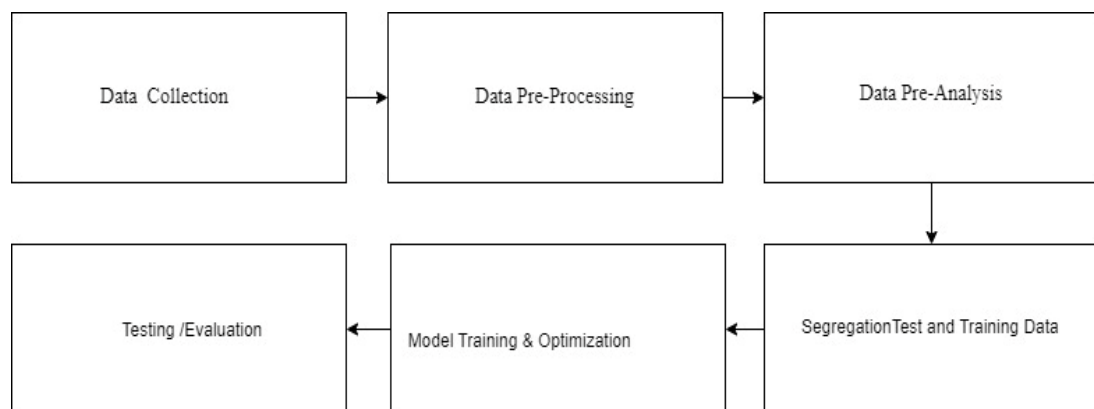 Data Collection
Data Pre-Processing
Data Pre-Analysis
SegregationTest and Training Data
Model Training & Optimization
Testing /Evaluation